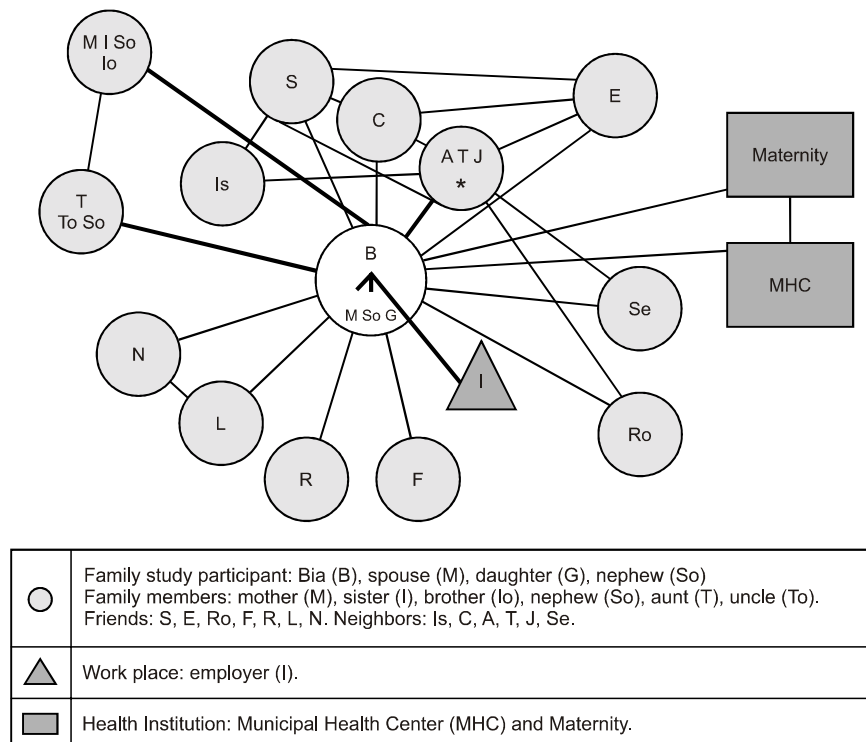 M I So
Io
S
C
E
A T J
*
Is
Maternity
T
To So
B
M So G
MHC
Se
N
I
L
Ro
R
F
Family study participant: Bia (B), spouse (M), daughter (G), nephew (So)
Family members: mother (M), sister (I), brother (Io), nephew (So), aunt (T), uncle (To).
Friends: S, E, Ro, F, R, L, N. Neighbors: Is, C, A, T, J, Se.
Work place: employer (I).
Health Institution: Municipal Health Center (MHC) and Maternity.